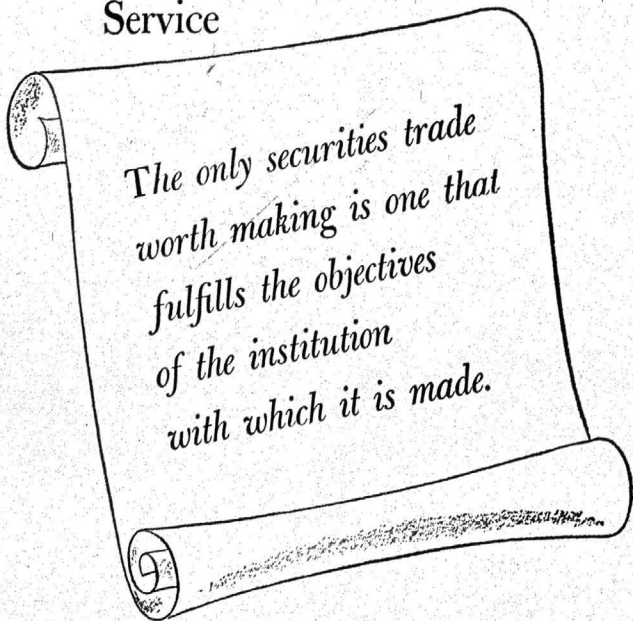 Service
The only securities trade
worth making is one that
fulfills the objectives
of the institution
with which it is made.